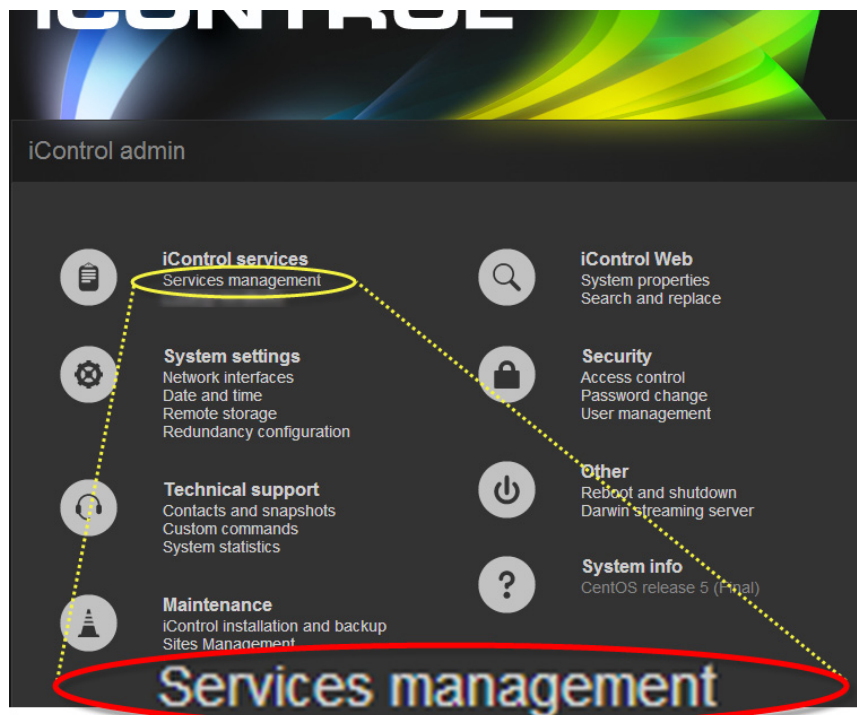 iCONTROL
iControl admin
iControl services
Services management
System settings
Network interfaces
Date and time
Remote storage
Redundancy configuration
Technical support
Contacts and snapshots
Custom commands
System statistics
Maintenance
iControl installation and backup
Sites Management
iControl Web
System properties
Search and replace
Security
Access control
Password change
User management
Other
Reboot and shutdown
Darwin streaming server
System info
CentOS release 5 (Final)
Services management